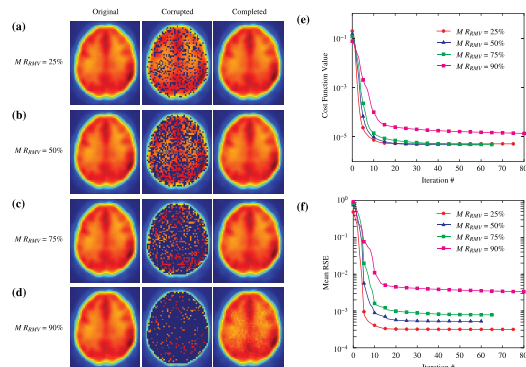 Original Corrupted Completed
(a)
M R_RMV = 25%
(b)
M R_RMV = 50%
(c)
M R_RMV = 75%
(d)
M R_RMV = 90%
(e)
10^-1
10^-3
10^-5
Cost Function Value
M R_RMV = 25%
M R_RMV = 50%
M R_RMV = 75%
M R_RMV = 90%
0 10 20 30 40 50 60 70 80
Iteration #
(f)
10^0
10^-1
10^-2
10^-3
10^-4
Mean RSE
M R_RMV = 25%
M R_RMV = 50%
M R_RMV = 75%
M R_RMV = 90%
0 10 20 30 40 50 60 70 80
Iteration #